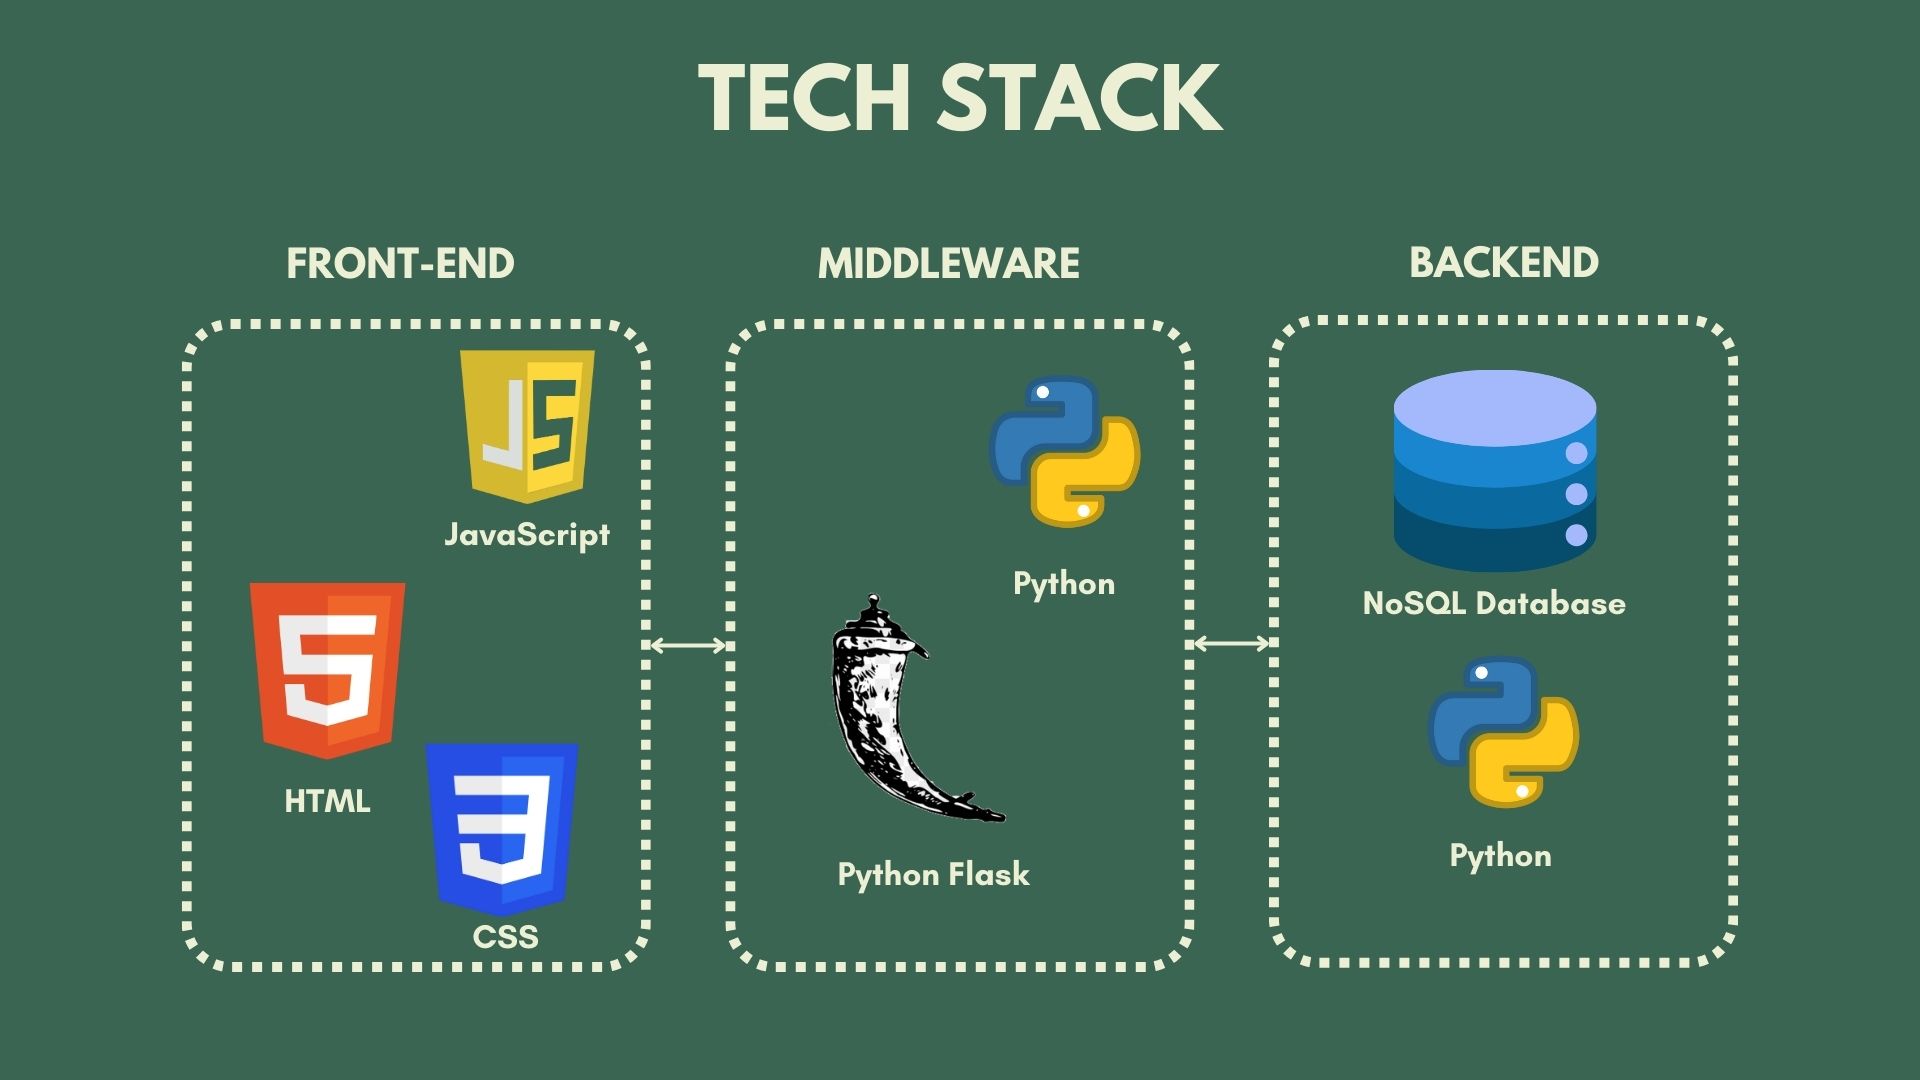 TECH STACK
FRONT-END
MIDDLEWARE
BACKEND
JS
JavaScript
5
HTML
3
CSS
Python
Python Flask
NoSQL Database
Python